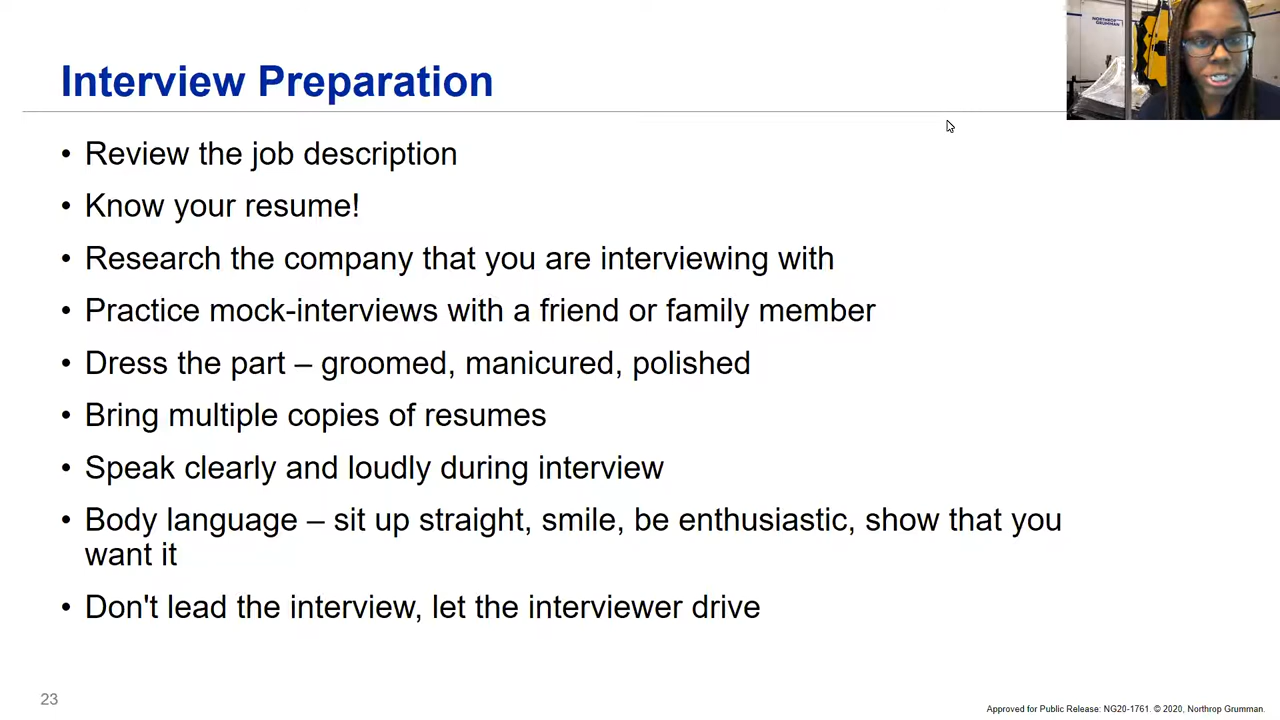 Interview Preparation
NORTHROP
GRUMMAN
• Review the job description
• Know your resume!
• Research the company that you are interviewing with
• Practice mock-interviews with a friend or family member
• Dress the part – groomed, manicured, polished
• Bring multiple copies of resumes
• Speak clearly and loudly during interview
• Body language – sit up straight, smile, be enthusiastic, show that you
want it
• Don't lead the interview, let the interviewer drive
23
Approved for Public Release: NG20-1761. © 2020, Northrop Grumman.